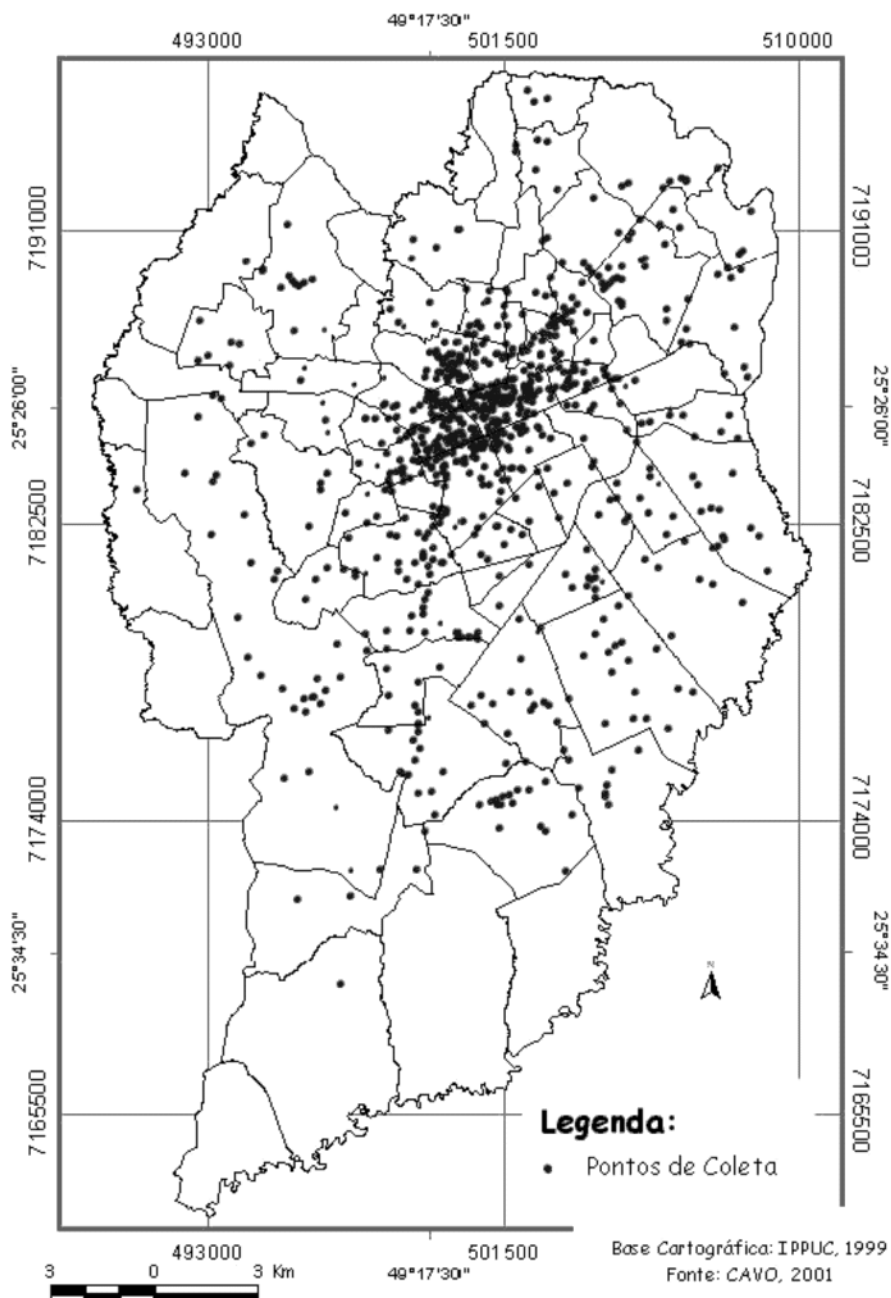 49°17'30"
493000 501500 510000
7191000
7191000
25°26'00"
25°26'00"
7182500
7182500
7174000
7174000
25°34'30"
25°34'30"
N
7165500
7165500
Legenda:
Pontos de Coleta
493000 501500
49°17'30"
Base Cartográfica: IPPUC, 1999
Fonte: CAVO, 2001
3 0 3 Km